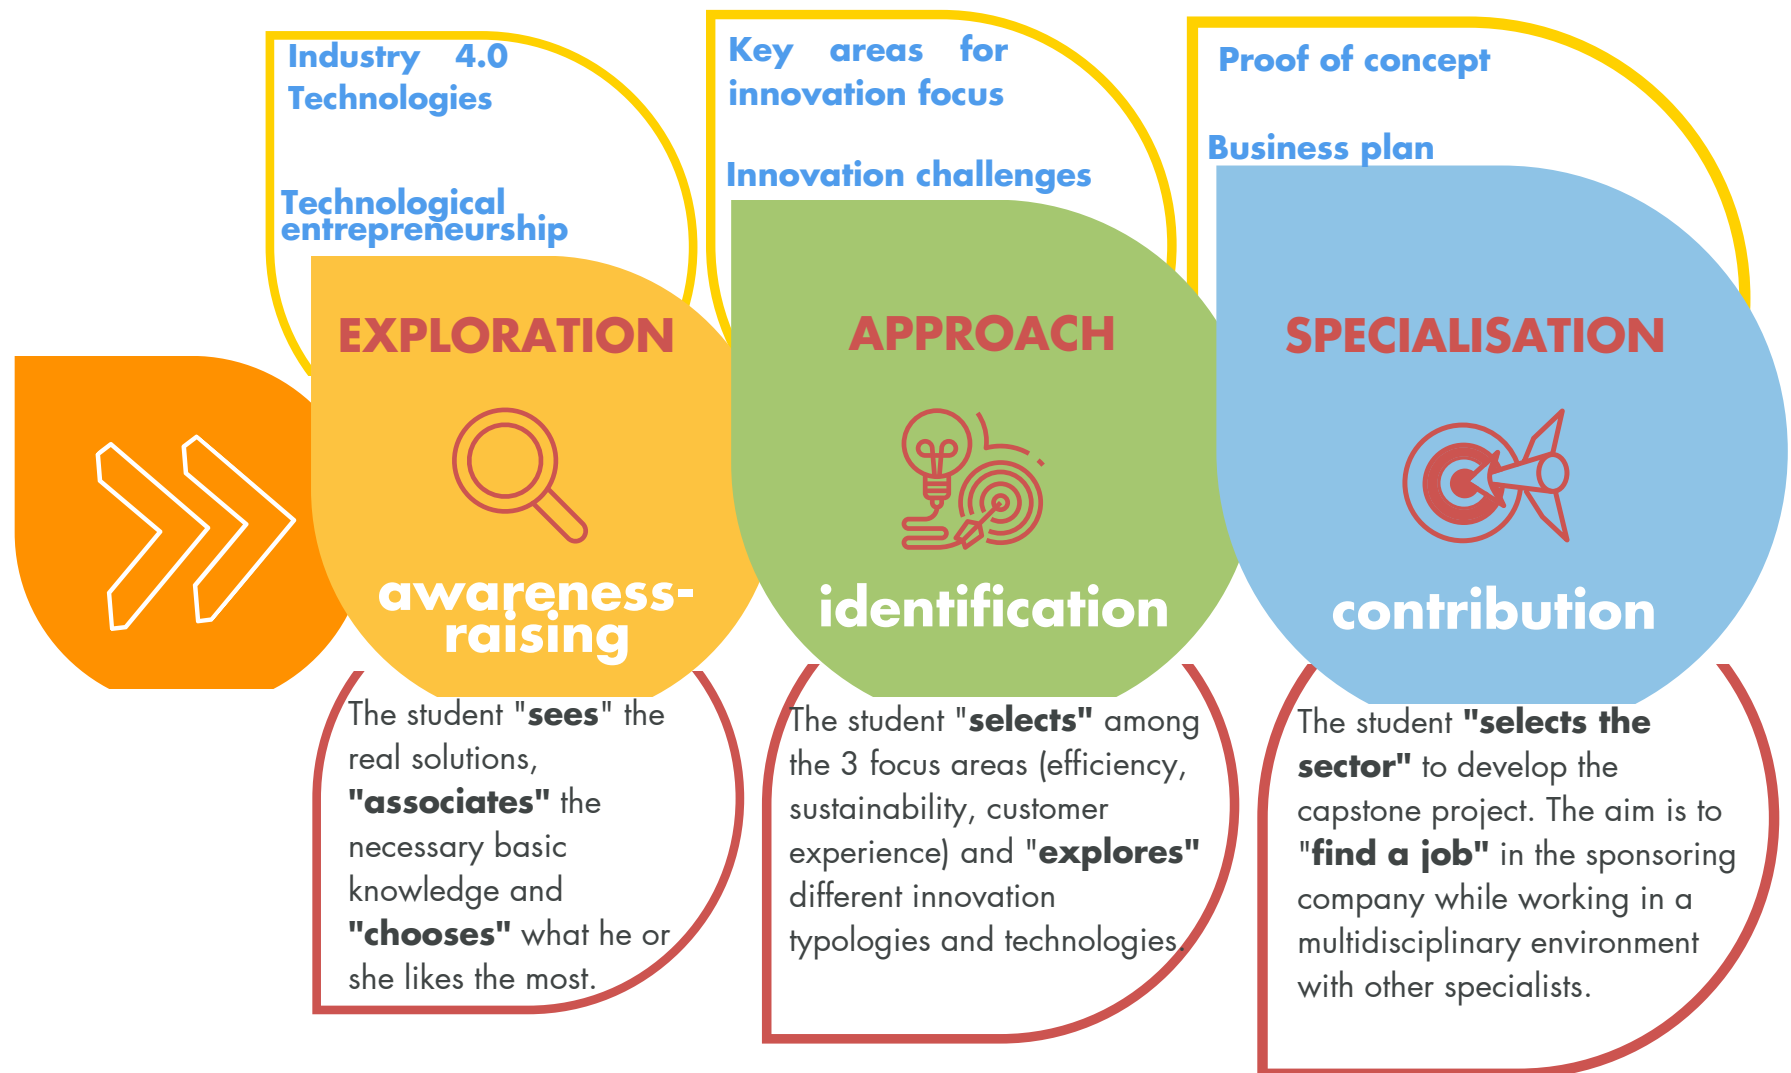 Industry 4.0
Technologies
Technological
entrepreneurship
EXPLORATION
awareness-
raising
The student "sees" the
real solutions,
"associates" the
necessary basic
knowledge and
"chooses" what he or
she likes the most.
Key areas for
innovation focus
Innovation challenges
APPROACH
identification
The student "selects" among
the 3 focus areas (efficiency,
sustainability, customer
experience) and "explores"
different innovation
typologies and technologies.
Proof of concept
Business plan
SPECIALISATION
contribution
The student "selects the
sector" to develop the
capstone project. The aim is to
"find a job" in the sponsoring
company while working in a
multidisciplinary environment
with other specialists.